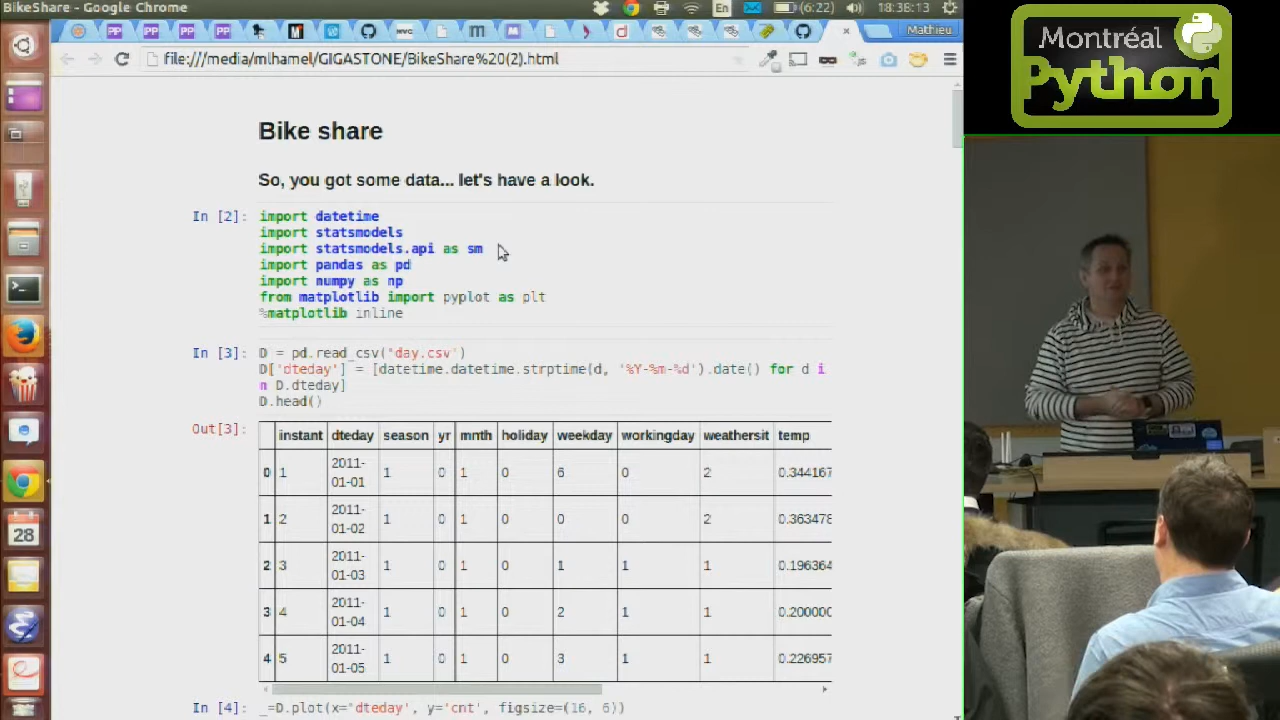 BikeShare - Google Chrome
En
(6:22)
18:38:13
Mathieu
file:///media/mlhamel/GIGASTONE/BikeShare%20(2).html
Montréal
Python
Bike share
So, you got some data... let's have a look.
In [2]:
import datetime
import statsmodels
import statsmodels.api as sm
import pandas as pd
import numpy as np
from matplotlib import pyplot as plt
%matplotlib inline
In [3]:
D = pd.read_csv('day.csv')
D['dteday'] = [datetime.datetime.strptime(d, '%Y-%m-%d').date() for d i
n D.dteday]
D.head()
Out[3]:
instant dteday season yr mnth holiday weekday workingday weathersit temp
0 1 2011-01-01 1 0 1 0 6 0 2 0.344167
1 2 2011-01-02 1 0 1 0 0 0 2 0.363478
2 3 2011-01-03 1 0 1 0 1 1 1 0.196364
3 4 2011-01-04 1 0 1 0 2 1 1 0.200000
4 5 2011-01-05 1 0 1 0 3 1 1 0.226957
In [4]:
_=D.plot(x='dteday', y='cnt', figsize=(16, 6))
28